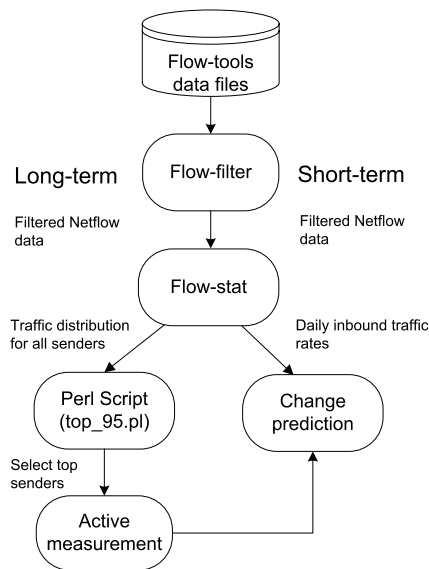 Flow-tools
data files
Flow-filter
Long-term
Short-term
Filtered Netflow
data
Filtered Netflow
data
Flow-stat
Traffic distribution
for all senders
Daily inbound traffic
rates
Perl Script
(top_95.pl)
Change
prediction
Select top
senders
Active
measurement